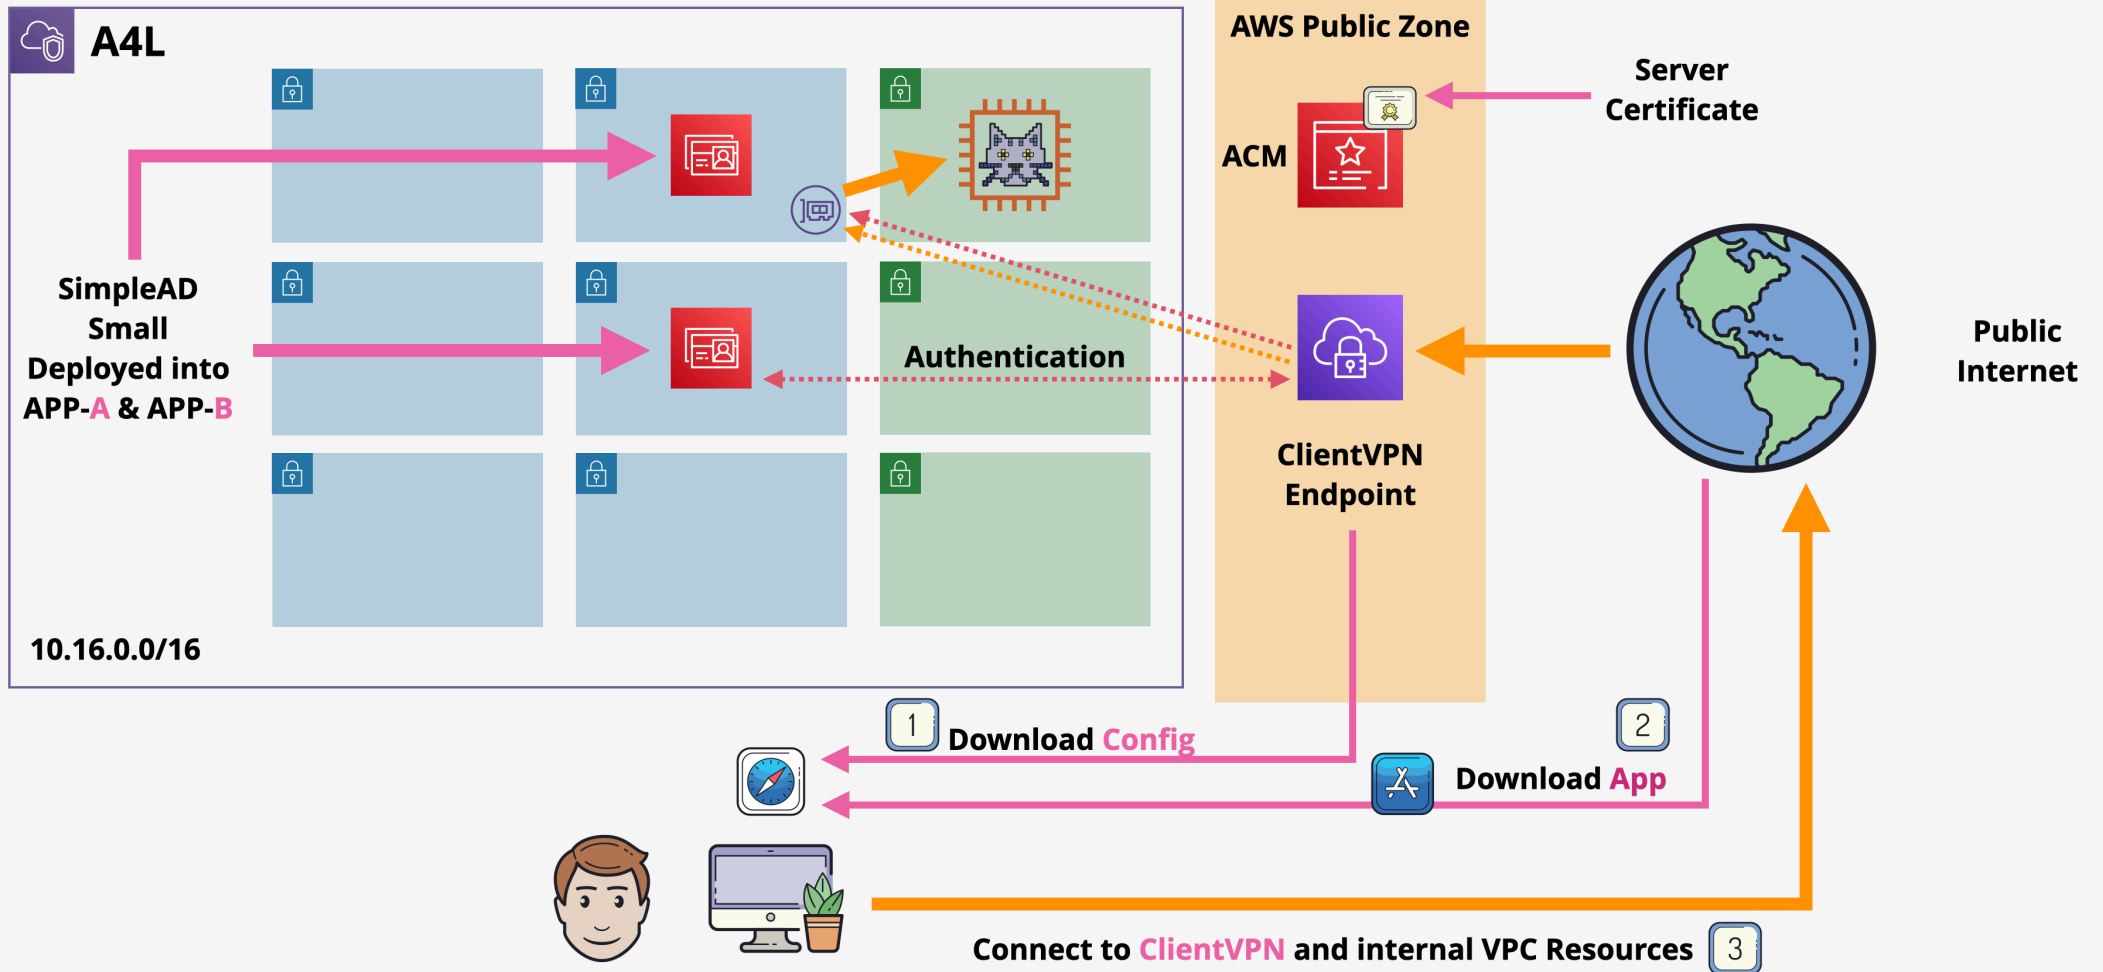 A4L
AWS Public Zone
Server
Certificate
ACM
SimpleAD
Small
Deployed into
APP-A & APP-B
Authentication
Public
Internet
ClientVPN
Endpoint
10.16.0.0/16
1
Download Config
2
Download App
Connect to ClientVPN and internal VPC Resources
3